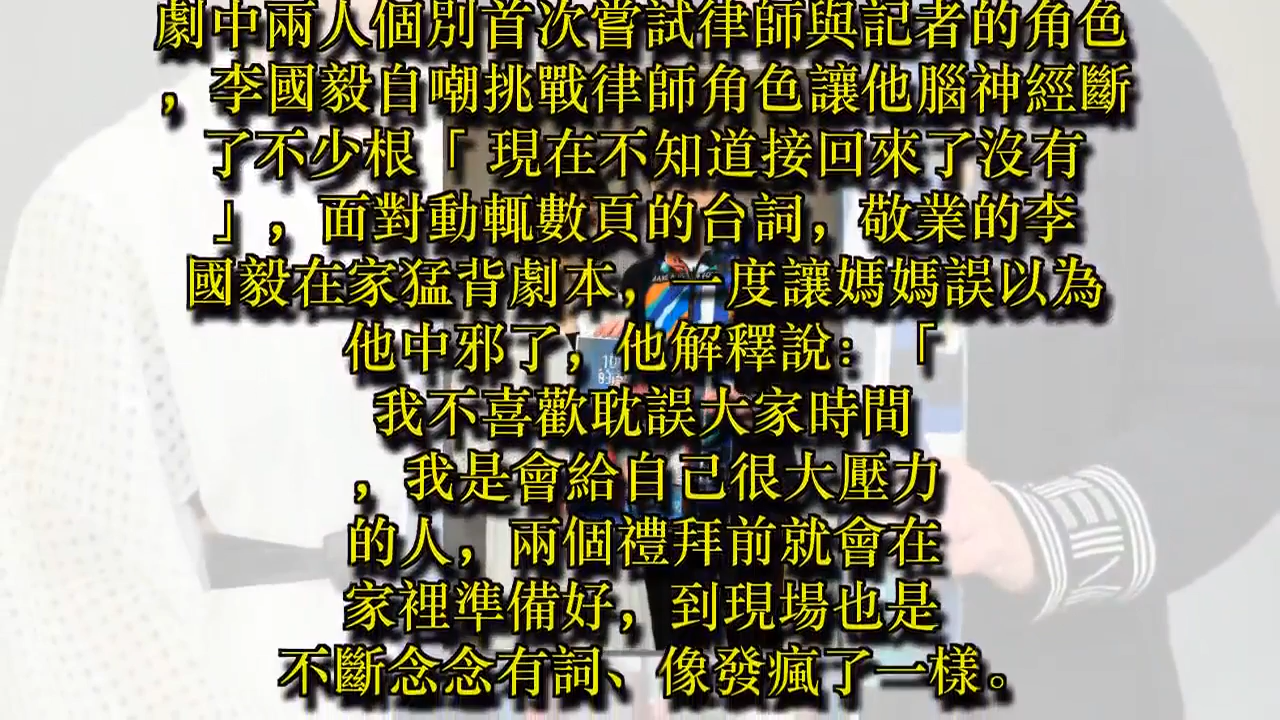 劇中兩人個別首次嘗試律師與記者的角色
，李國毅自嘲挑戰律師角色讓他腦神經斷
了不少根「 現在不知道接回來了沒有
」，面對動輒數頁的台詞，敬業的李
國毅在家猛背劇本，一度讓媽媽誤以為
他中邪了，他解釋說：「
我不喜歡耽誤大家時間
，我是會給自己很大壓力
的人，兩個禮拜前就會在
家裡準備好，到現場也是
不斷念念有詞、像發瘋了一樣。